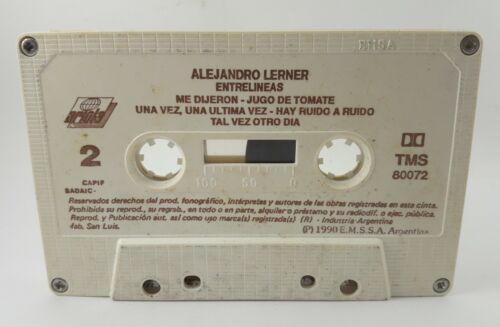 ALEJANDRO LERNER
ENTRELINEAS
ME DIJERON - JUGO DE TOMATE
UNA VEZ, UNA ULTIMA VEZ - HAY RUIDO A RUIDO
TAL VEZ OTRO DIA
2
TMS
80072
100 50 0
CAPIF
SADAIC-
Reservados derechos del prod. fonográfico, intérpretes y autores de las obras registradas en esta cinta.
Prohibida su reprod., su regrab., en todo o en parte, alquiler o préstamo y su radiodif. o ejec. pública.
Reprod. y Publicación aut. así como uso marca(s) registrada(s) (R) - Industria Argentina
Fab. San Luis.
(P) 1990 E.M.S.S.A. Argentina